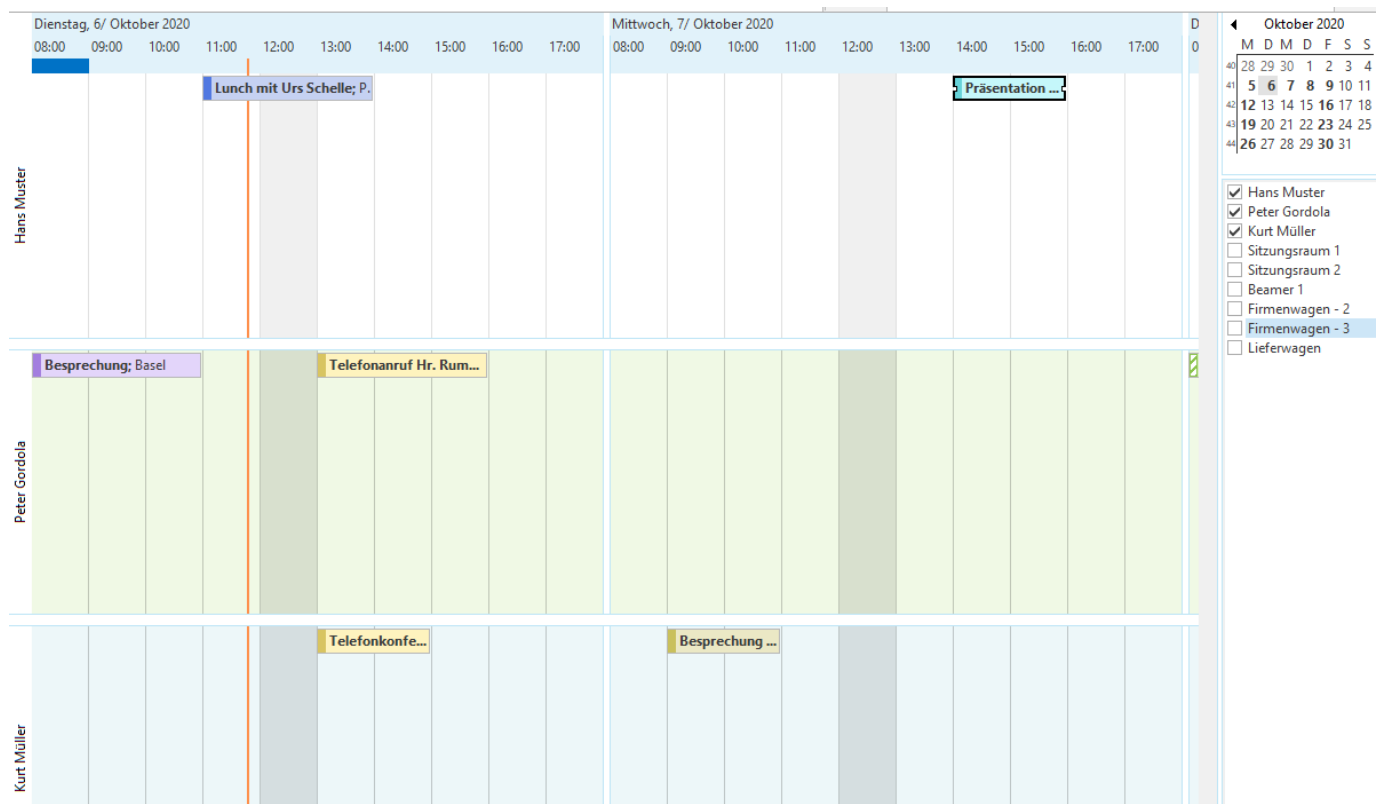 Dienstag, 6/ Oktober 2020
08:00 09:00 10:00 11:00 12:00 13:00 14:00 15:00 16:00 17:00
Mittwoch, 7/ Oktober 2020
08:00 09:00 10:00 11:00 12:00 13:00 14:00 15:00 16:00 17:00
D
0
Hans Muster
Lunch mit Urs Schelle; P.
Präsentation ...
Peter Gordola
Besprechung; Basel
Telefonanruf Hr. Rum...
Kurt Müller
Telefonkonfe...
Besprechung ...
Oktober 2020
M D M D F S S
40 28 29 30 1 2 3 4
41 5 6 7 8 9 10 11
42 12 13 14 15 16 17 18
43 19 20 21 22 23 24 25
44 26 27 28 29 30 31
Hans Muster
Peter Gordola
Kurt Müller
Sitzungsraum 1
Sitzungsraum 2
Beamer 1
Firmenwagen - 2
Firmenwagen - 3
Lieferwagen